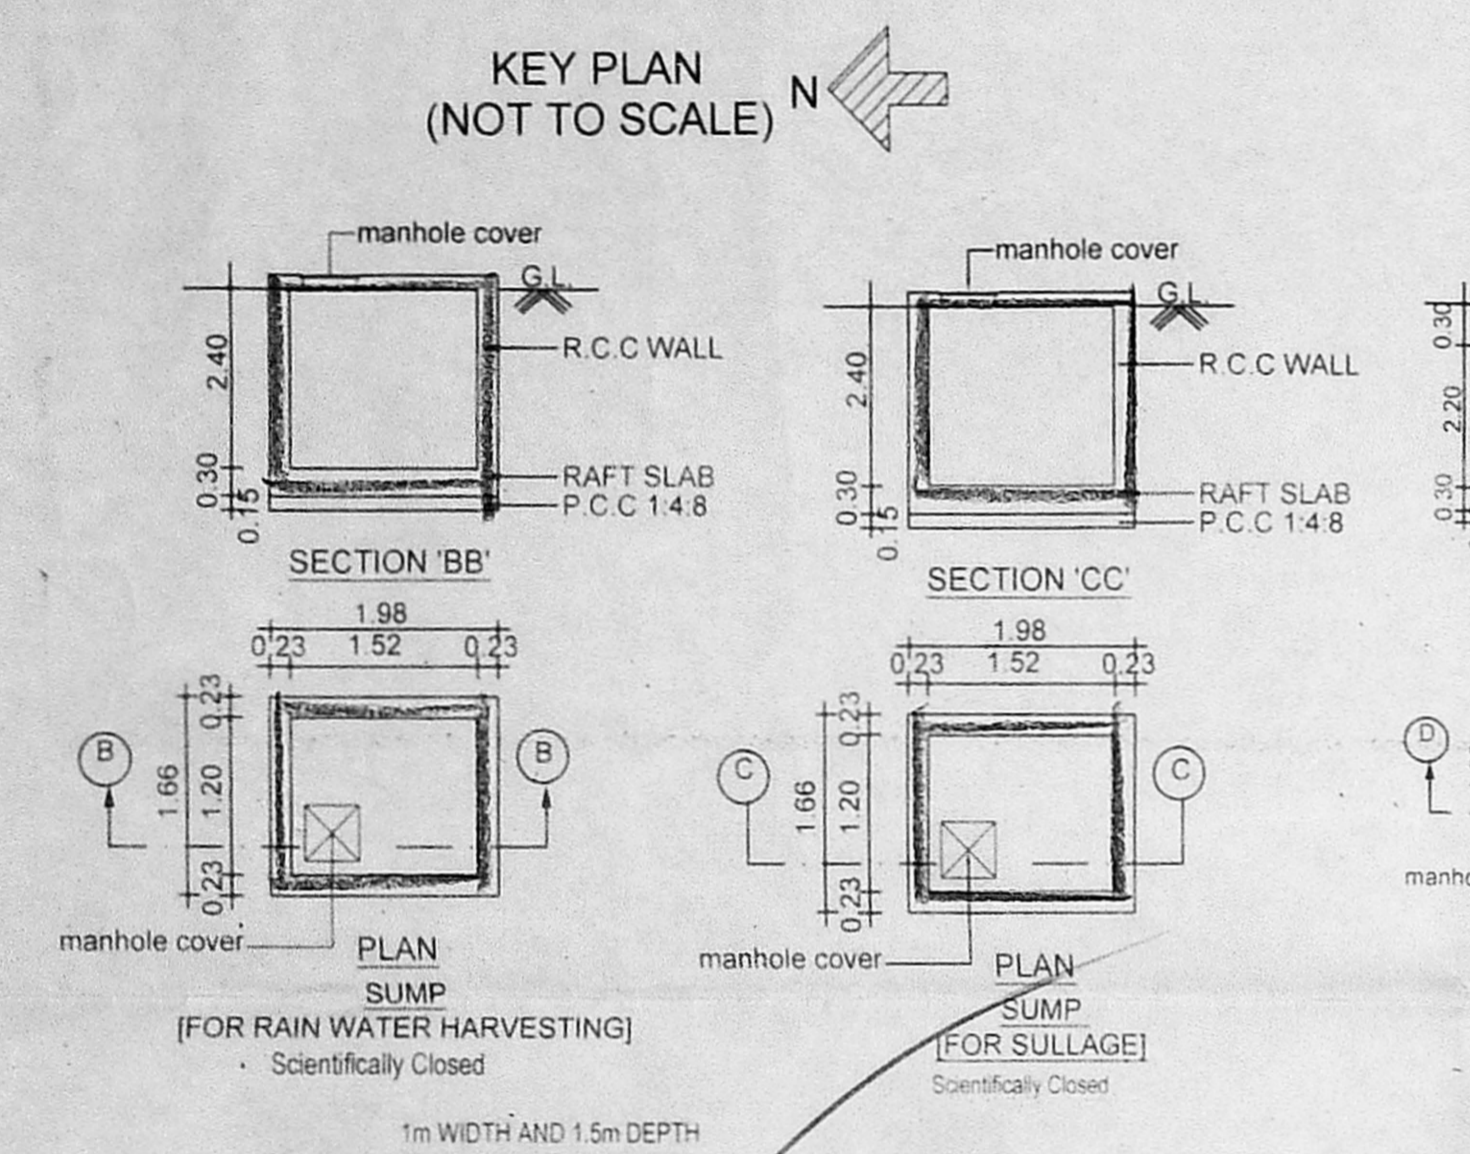 KEY PLAN
(NOT TO SCALE)
N
manhole cover
G.L.
2.40
R.C.C WALL
0.30
RAFT SLAB
0.15
P.C.C 1:4:8
SECTION 'BB'
1.98
0.23 1.52 0.23
0.23
B
B
1.66
1.20
0.23
manhole cover
PLAN
SUMP
[FOR RAIN WATER HARVESTING]
Scientifically Closed
1m WIDTH AND 1.5m DEPTH
manhole cover
G.L.
2.40
R.C.C WALL
0.30
RAFT SLAB
0.15
P.C.C 1:4:8
SECTION 'CC'
1.98
0.23 1.52 0.23
0.23
C
C
1.66
1.20
0.23
manhole cover
PLAN
SUMP
[FOR SULLAGE]
Scientifically Closed
0.30
2.20
0.30
D
manho